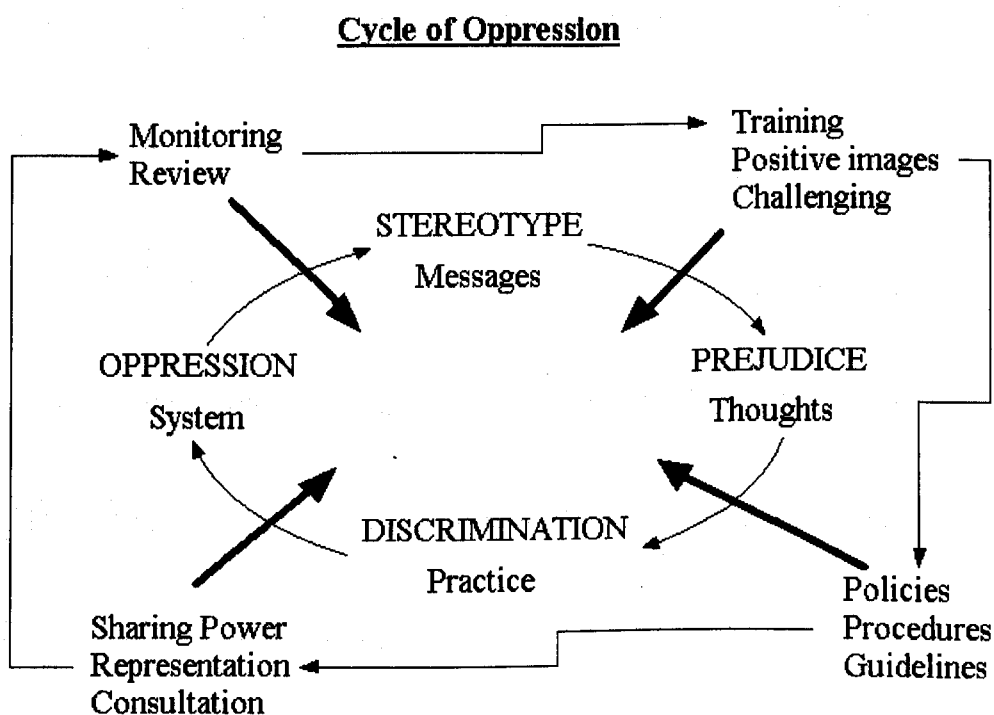 Cycle of Oppression
Monitoring
Review
Training
Positive images
Challenging
STEREOTYPE
Messages
OPPRESSION
System
PREJUDICE
Thoughts
DISCRIMINATION
Practice
Sharing Power
Representation
Consultation
Policies
Procedures
Guidelines